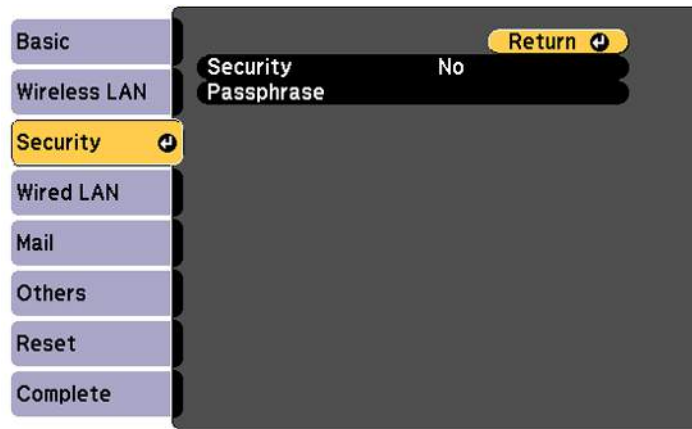 Basic
Wireless LAN
Security
Wired LAN
Mail
Others
Reset
Complete
Return
Security No
Passphrase